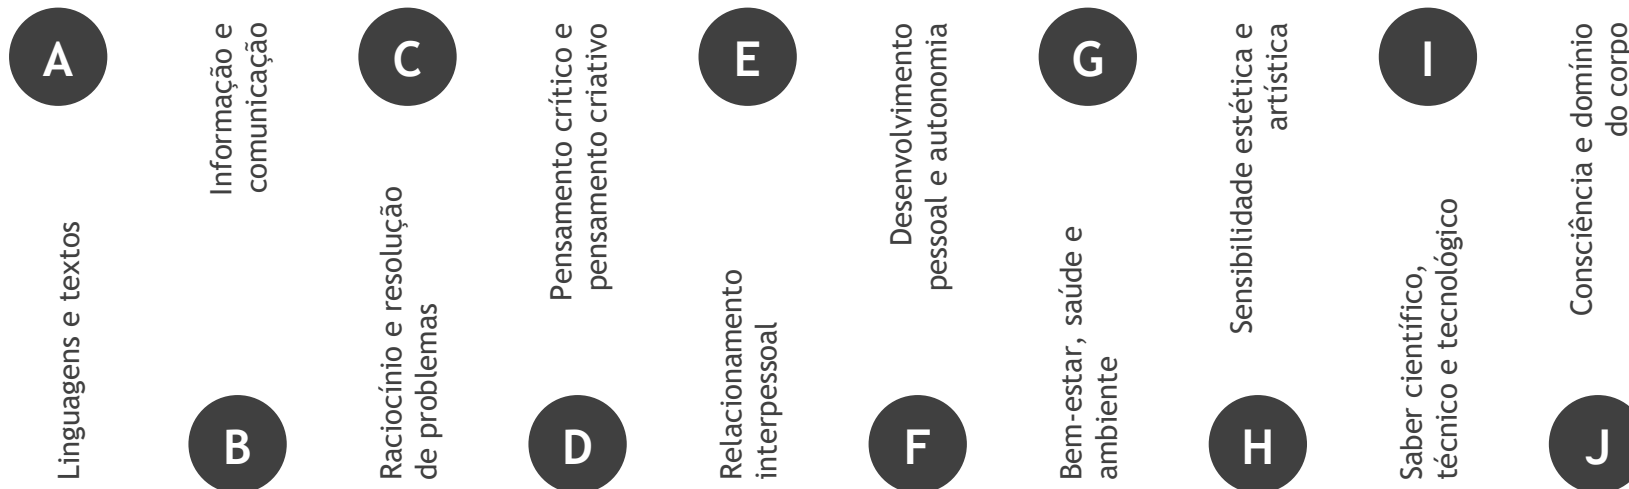 A
Linguagens e textos
Informação e
comunicação
B
C
Raciocínio e resolução
de problemas
Pensamento crítico e
pensamento criativo
D
E
Relacionamento
interpessoal
Desenvolvimento
pessoal e autonomia
F
G
Bem-estar, saúde e
ambiente
Sensibilidade estética e
artística
H
I
Saber científico,
técnico e tecnológico
Consciência e domínio
do corpo
J